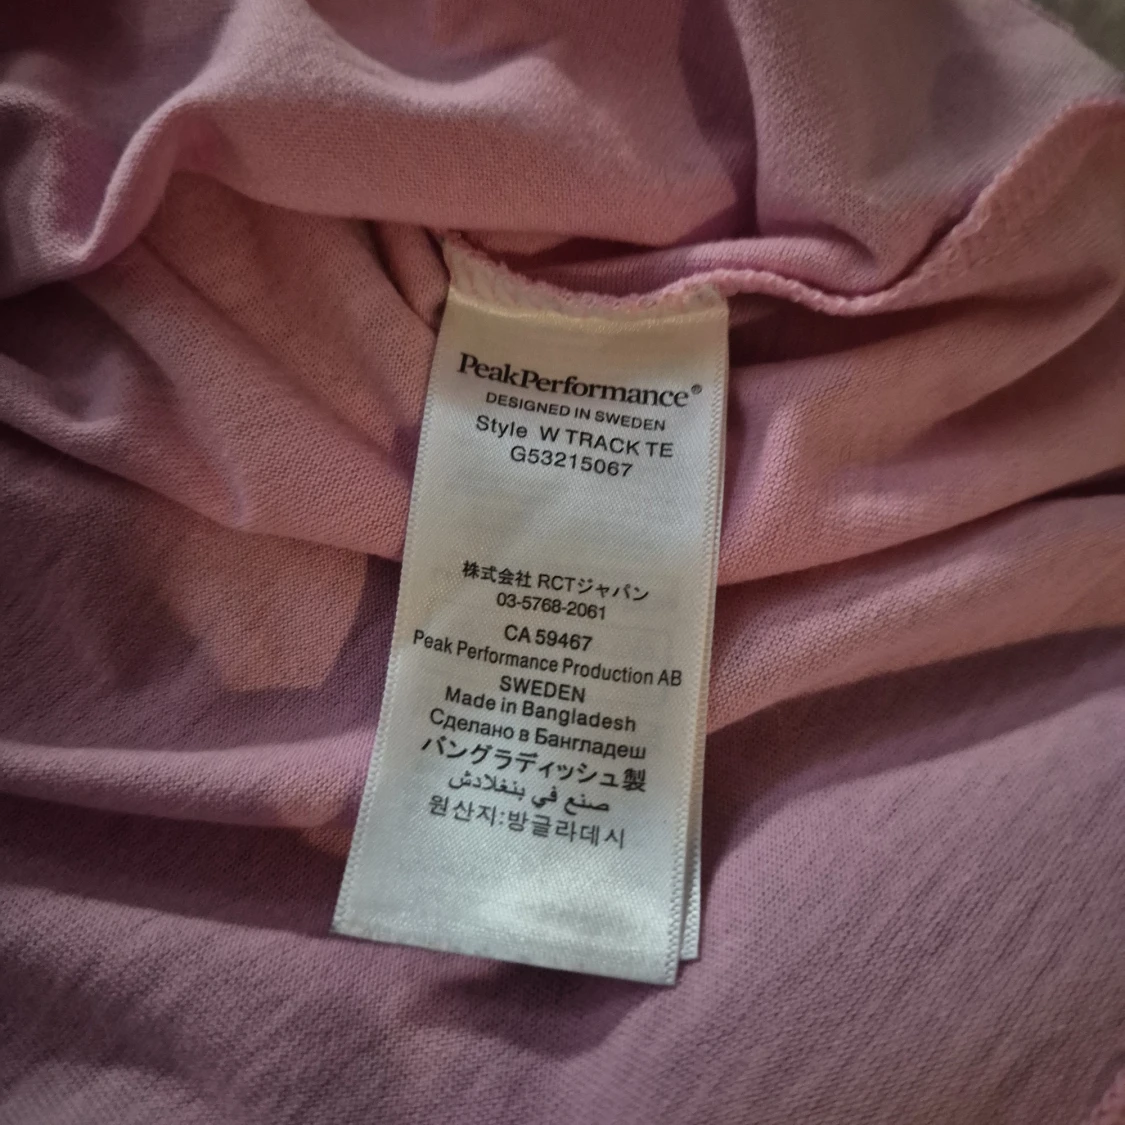 PeakPerformance®
DESIGNED IN SWEDEN
Style W TRACK TE
G53215067
株式会社 RCTジャパン
03-5768-2061
CA 59467
Peak Performance Production AB
SWEDEN
Made in Bangladesh
Сделано в Бангладеш
バングラディッシュ製
صنع في بنغلادش
원산지:방글라데시